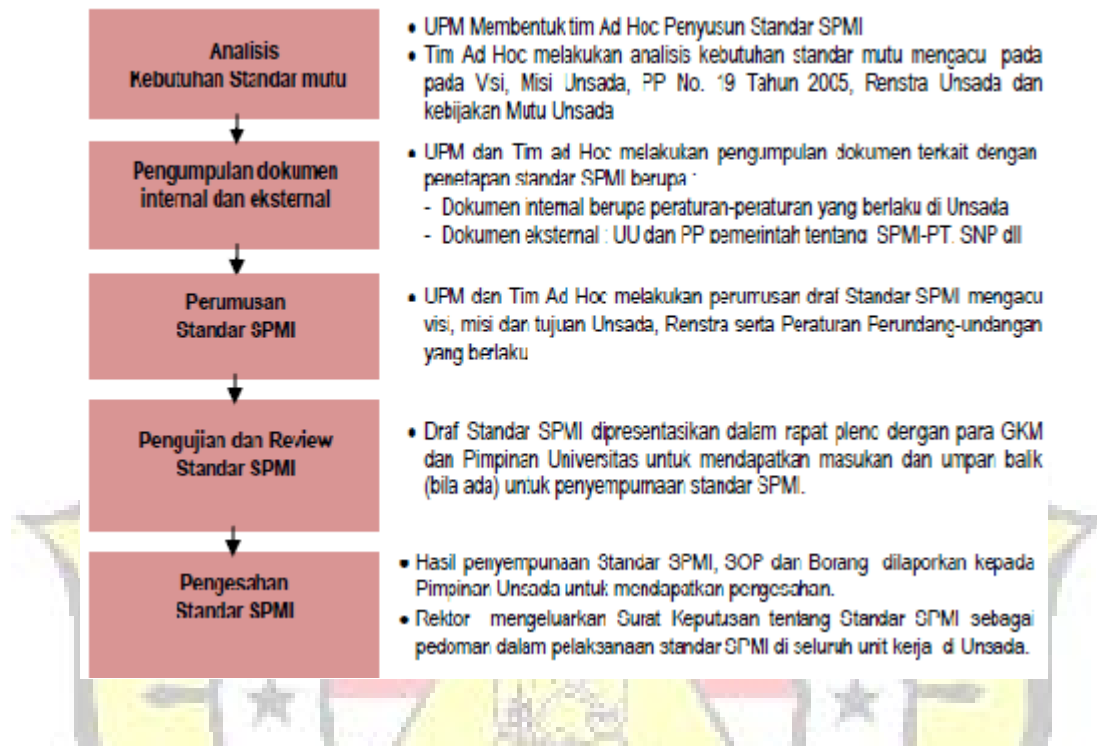 Analisis
Kebutuhan Standar mutu
• UPM Membentuk tim Ad Hoc Penyusun Standar SPMI
• Tim Ad Hoc melakukan analisis kebutuhan standar mutu mengacu pada
pada Visi, Misi Unsada, PP No. 19 Tahun 2005, Renstra Unsada dan
kebijakan Mutu Unsada
Pengumpulan dokumen
internal dan eksternal
• UPM dan Tim ad Hoc melakukan pengumpulan dokumen terkait dengan
penetapan standar SPMI berupa :
- Dokumen internal berupa peraturan-peraturan yang berlaku di Unsada
- Dokumen eksternal : UU dan PP pemerintah tentang SPMI-PT. SNP dll
Perumusan
Standar SPMI
• UPM dan Tim Ad Hoc melakukan perumusan draf Standar SPMI mengacu
visi, misi dan tujuan Unsada, Renstra serta Peraturan Perundang-undangan
yang berlaku
Pengujian dan Review
Standar SPMI
• Draf Standar SPMI dipresentasikan dalam rapat pleno dengan para GKM
dan Pimpinan Universitas untuk mendapatkan masukan dan umpan balik
(bila ada) untuk penyempurnaan standar SPMI.
Pengesahan
Standar SPMI
• Hasil penyempunaan Standar SPMI, SOP dan Borang dilaporkan kepada
Pimpinan Unsada untuk mendapatkan pengesahan.
• Rektor mengeluarkan Surat Keputusan tentang Standar SPMI sebagai
pedoman dalam pelaksanaan standar SPMI di seluruh unit kerja di Unsada.